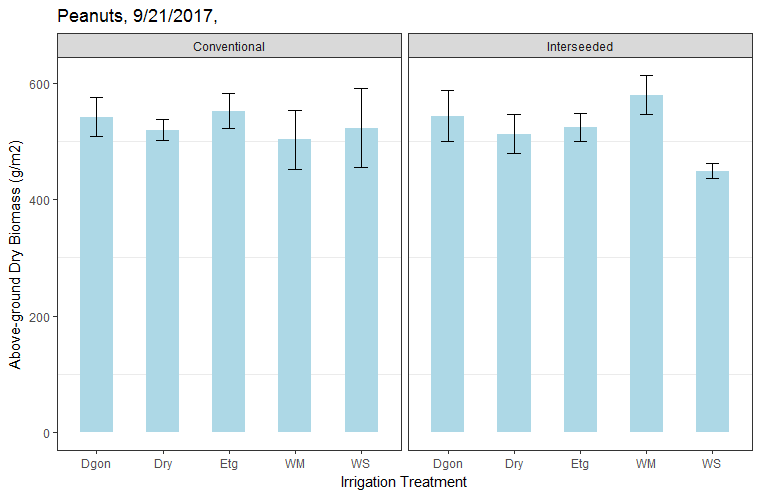 Peanuts, 9/21/2017,
Conventional
Interseeded
Above-ground Dry Biomass (g/m2)
600
400
200
0
Dgon Dry Etg WM WS
Dgon Dry Etg WM WS
Irrigation Treatment